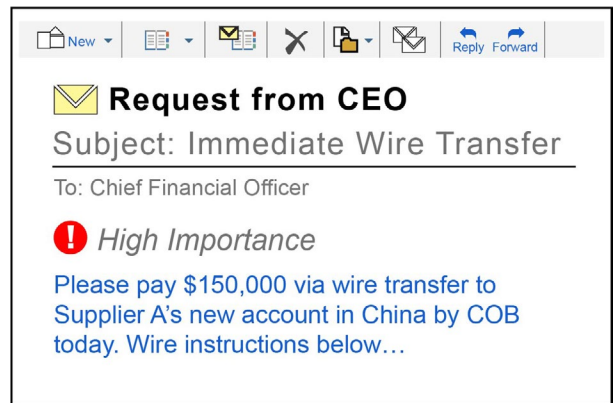 New
Reply Forward
Request from CEO
Subject: Immediate Wire Transfer
To: Chief Financial Officer
! High Importance
Please pay $150,000 via wire transfer to
Supplier A's new account in China by COB
today. Wire instructions below…